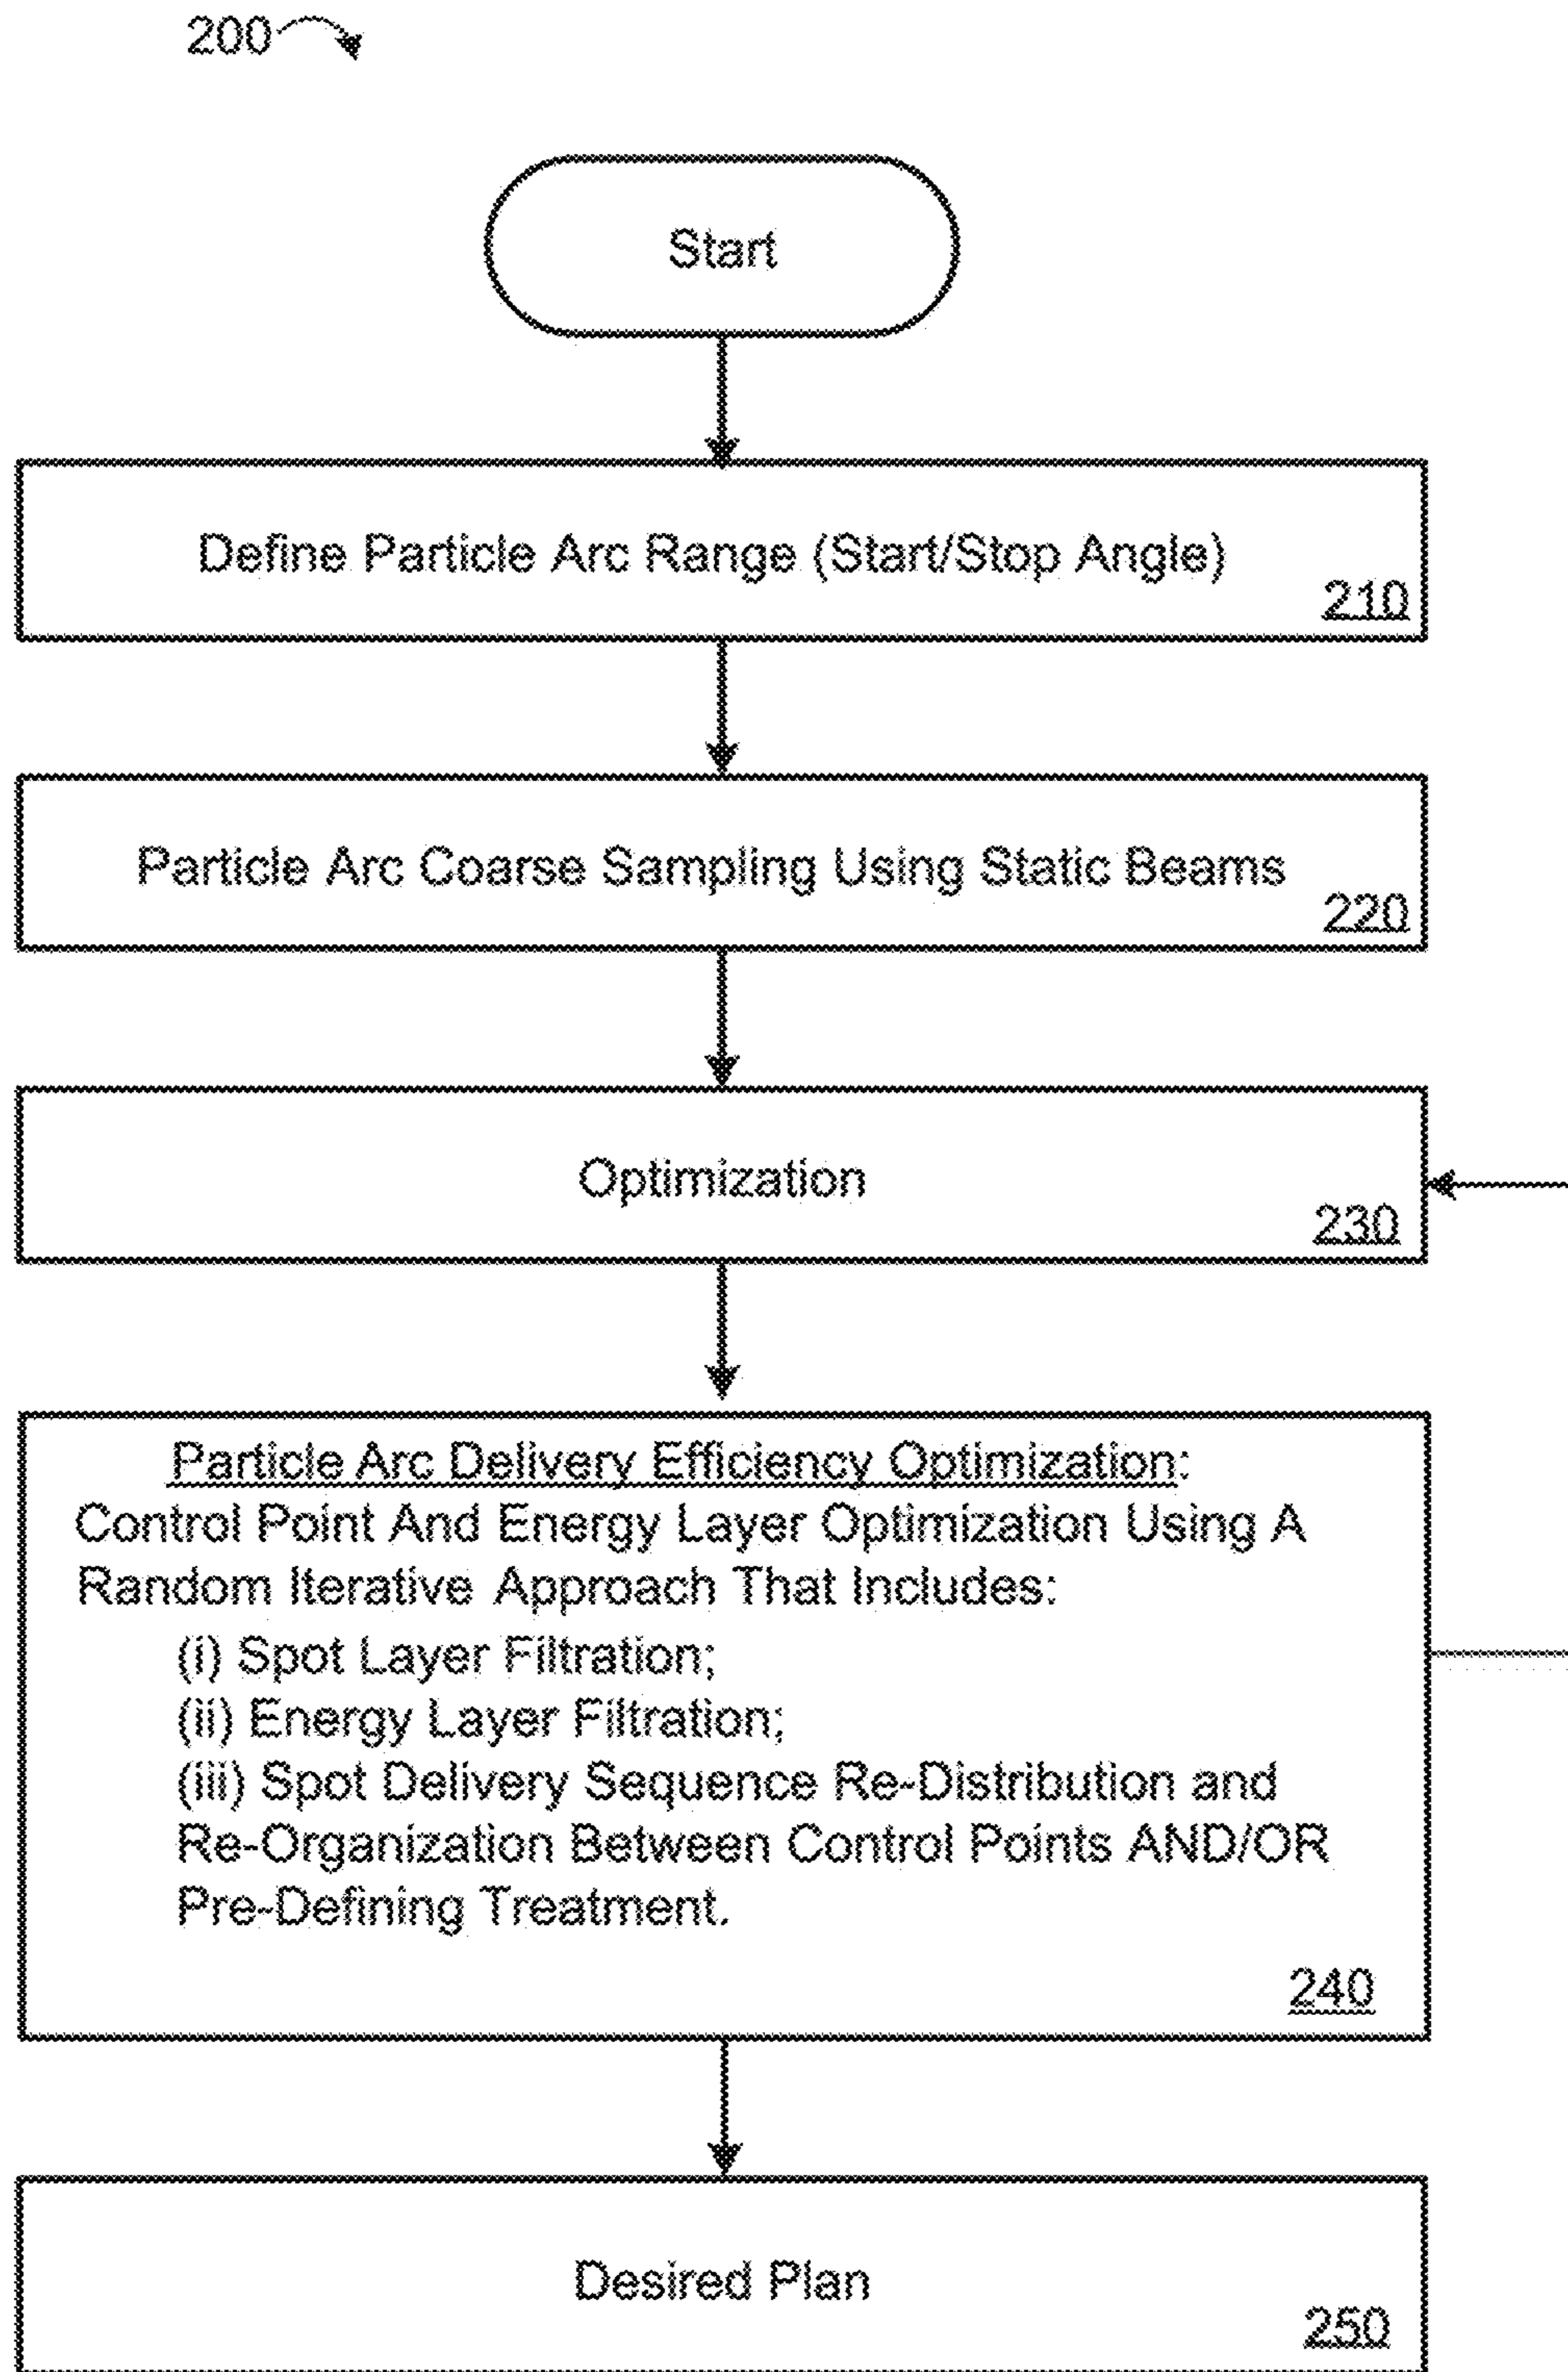 200
Start
Define Particle Arc Range (Start/Stop Angle)
210
Particle Arc Coarse Sampling Using Static Beams
220
Optimization
230
Particle Arc Delivery Efficiency Optimization:
Control Point And Energy Layer Optimization Using A
Random Iterative Approach That Includes:
(i) Spot Layer Filtration;
(ii) Energy Layer Filtration;
(iii) Spot Delivery Sequence Re-Distribution and
Re-Organization Between Control Points AND/OR
Pre-Defining Treatment.
240
Desired Plan
250